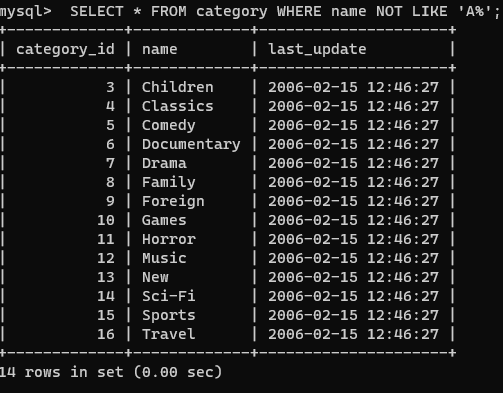 mysql>  SELECT * FROM category WHERE name NOT LIKE 'A%';
+-------------+-------------+---------------------+
| category_id | name        | last_update         |
+-------------+-------------+---------------------+
|           3 | Children    | 2006-02-15 12:46:27 |
|           4 | Classics    | 2006-02-15 12:46:27 |
|           5 | Comedy      | 2006-02-15 12:46:27 |
|           6 | Documentary | 2006-02-15 12:46:27 |
|           7 | Drama       | 2006-02-15 12:46:27 |
|           8 | Family      | 2006-02-15 12:46:27 |
|           9 | Foreign     | 2006-02-15 12:46:27 |
|          10 | Games       | 2006-02-15 12:46:27 |
|          11 | Horror      | 2006-02-15 12:46:27 |
|          12 | Music       | 2006-02-15 12:46:27 |
|          13 | New         | 2006-02-15 12:46:27 |
|          14 | Sci-Fi      | 2006-02-15 12:46:27 |
|          15 | Sports      | 2006-02-15 12:46:27 |
|          16 | Travel      | 2006-02-15 12:46:27 |
+-------------+-------------+---------------------+
14 rows in set (0.00 sec)